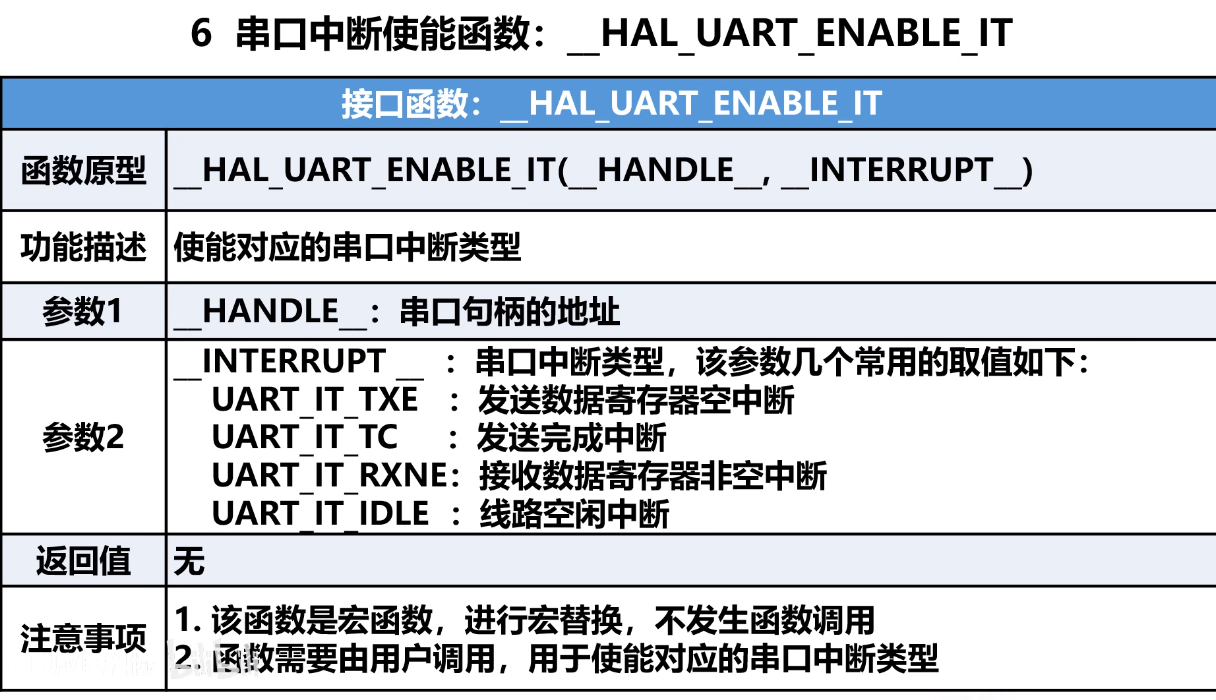 6 串口中断使能函数：__HAL_UART_ENABLE_IT
接口函数：__HAL_UART_ENABLE_IT
函数原型 __HAL_UART_ENABLE_IT(__HANDLE__, __INTERRUPT__)
功能描述 使能对应的串口中断类型
参数1 __HANDLE__：串口句柄的地址
参数2
__INTERRUPT __ ：串口中断类型，该参数几个常用的取值如下：
UART_IT_TXE ：发送数据寄存器空中断
UART_IT_TC ：发送完成中断
UART_IT_RXNE：接收数据寄存器非空中断
UART_IT_IDLE ：线路空闲中断
返回值 无
注意事项
1. 该函数是宏函数，进行宏替换，不发生函数调用
2. 函数需要由用户调用，用于使能对应的串口中断类型